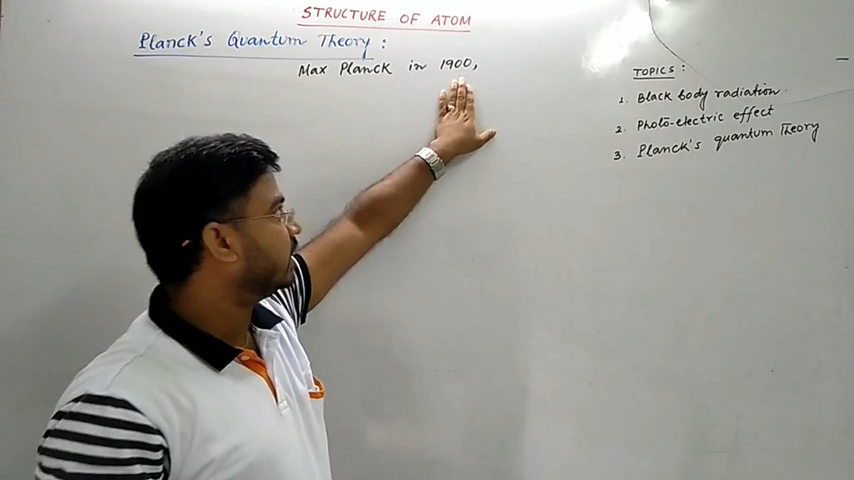 STRUCTURE OF ATOM
Planck's Quantum Theory :
Max Planck in 1900,
TOPICS :
1. Black body radiation.
2. Photo-electric effect
3. Planck's quantum Theory